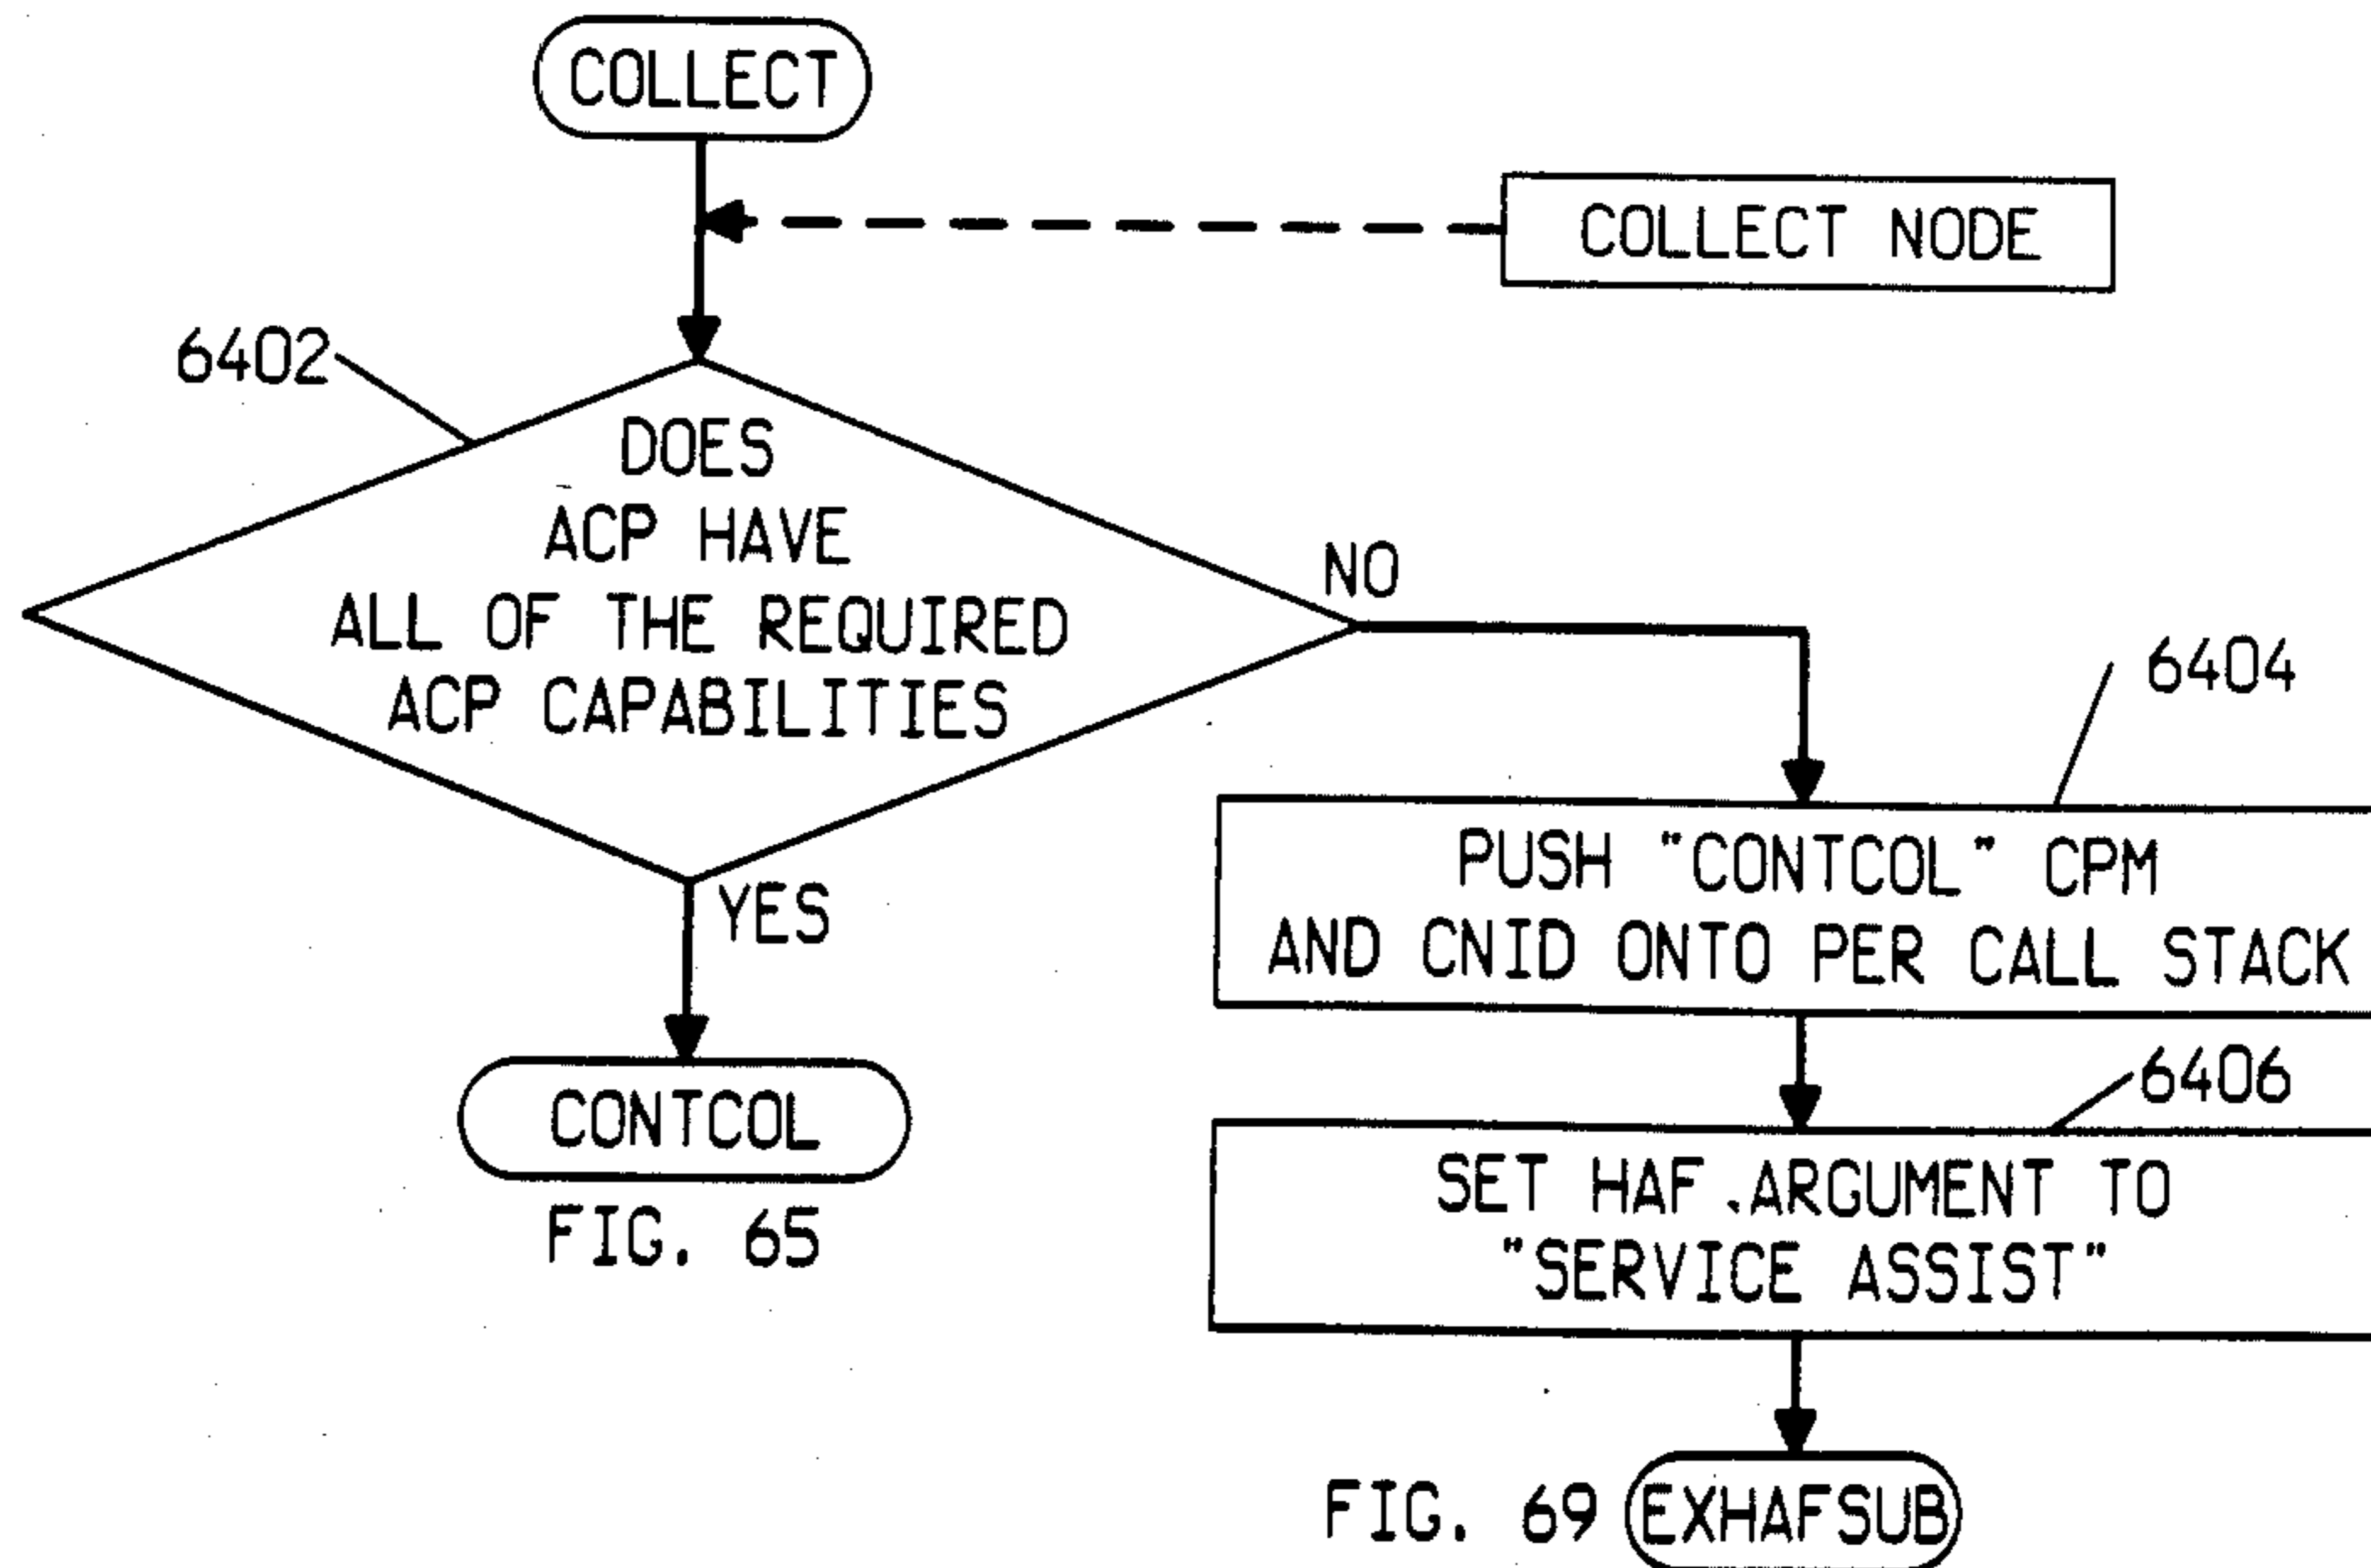 COLLECT
COLLECT NODE
6402
DOES
ACP HAVE
ALL OF THE REQUIRED
ACP CAPABILITIES
NO
YES
6404
PUSH "CONTCOL" CPM
AND CNID ONTO PER CALL STACK
CONTCOL
FIG. 65
6406
SET HAF.ARGUMENT TO
"SERVICE ASSIST"
FIG. 69 EXHAFSUB